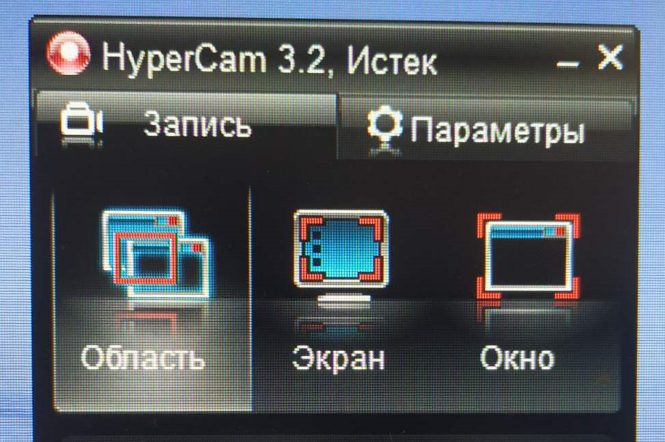 HyperCam 3.2, Истек
Запись Параметры
Область Экран Окно